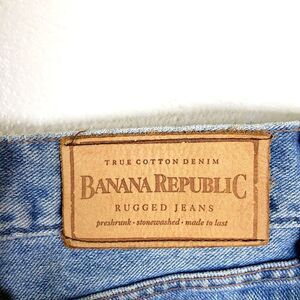 TRUE COTTON DENIM
BANANA REPUBLIC
RUGGED JEANS
preshrunk · stonewashed · made to last